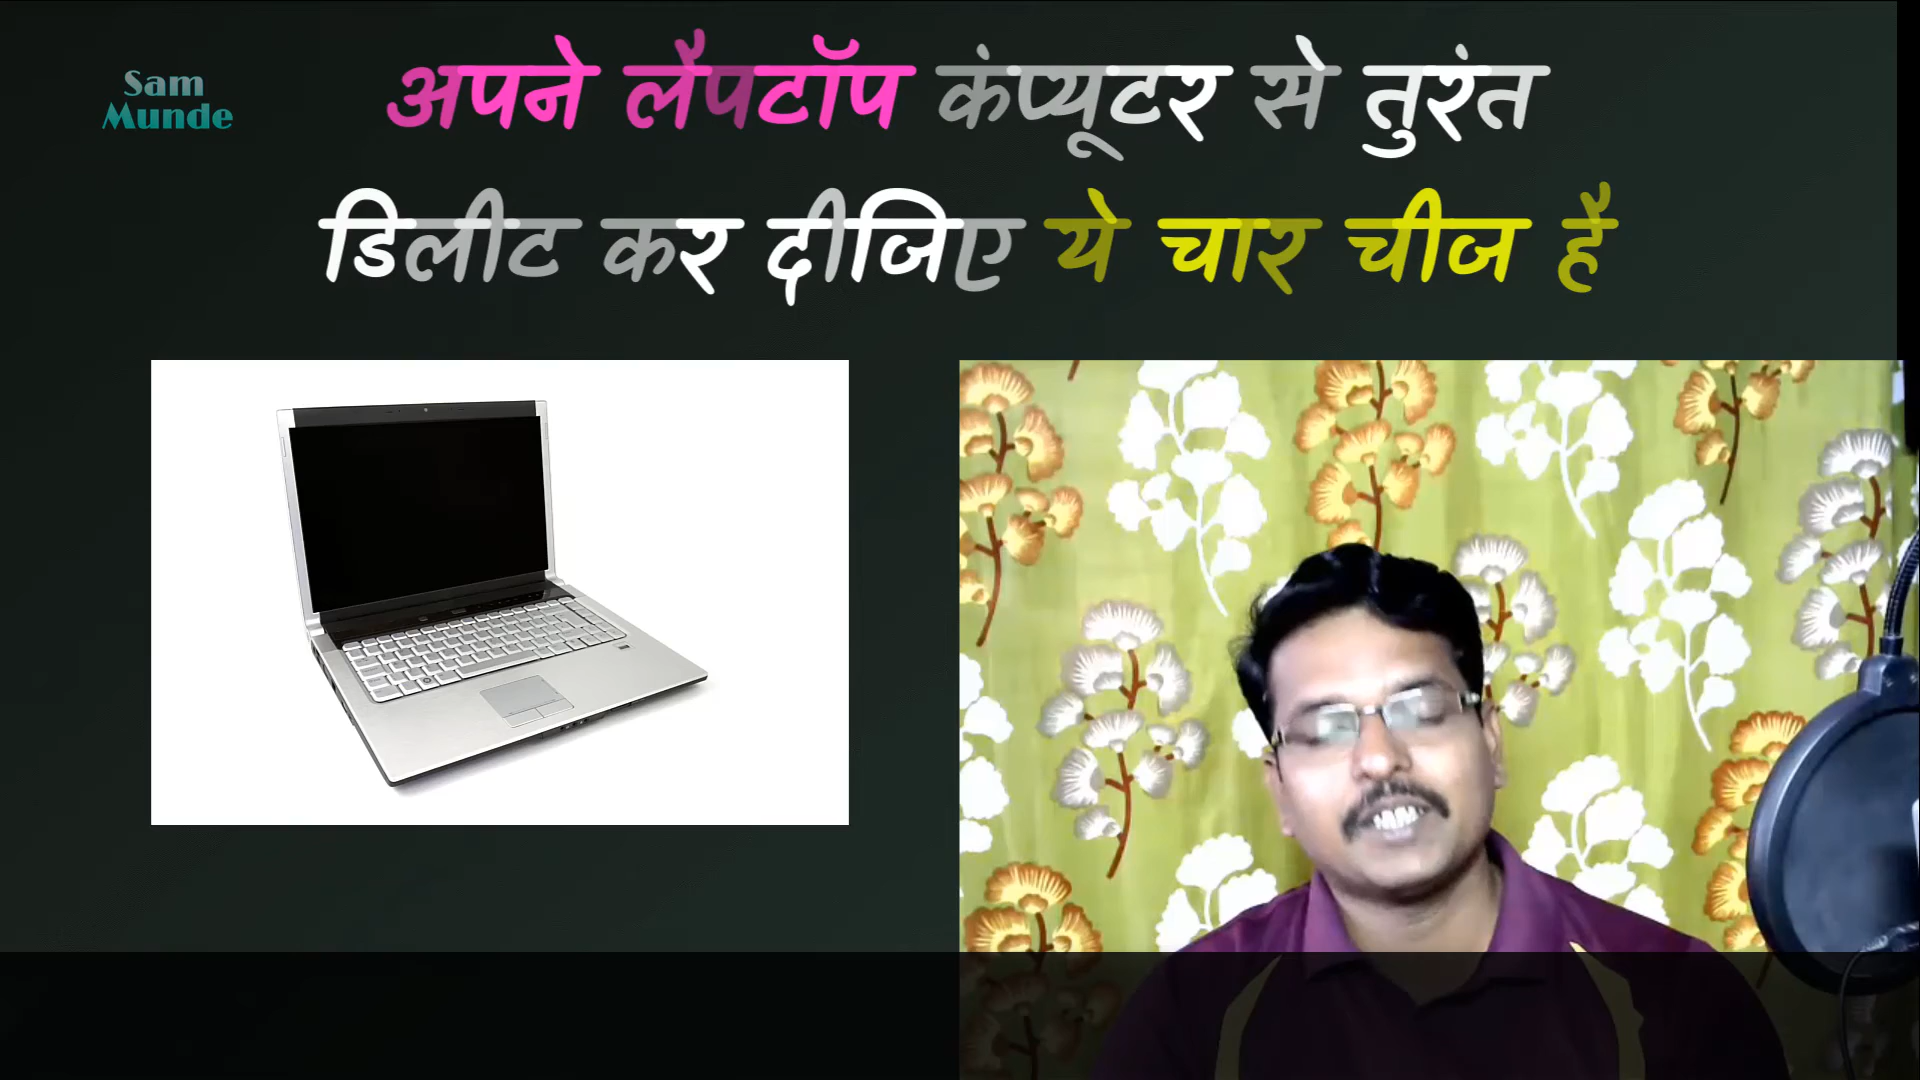 Sam
Munde
अपने लैपटॉप कंप्यूटर से तुरंत
डिलीट कर दीजिए ये चार चीज है